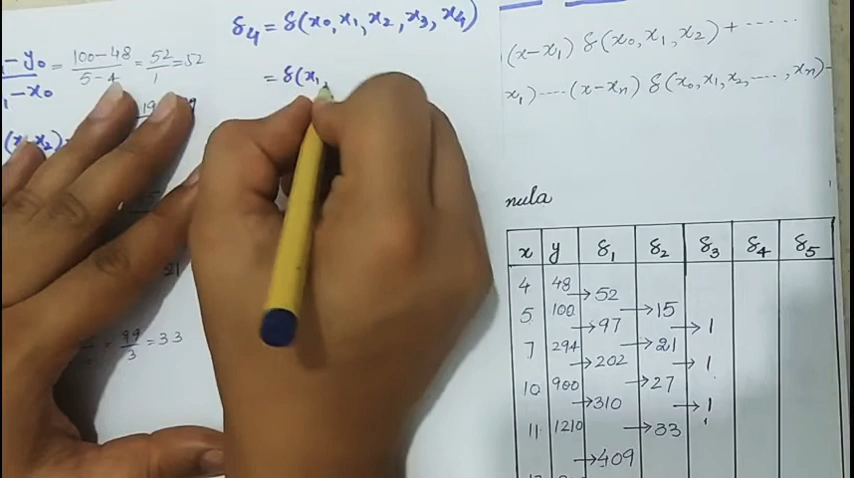 δ₄ = δ(x₀, x₁, x₂, x₃, x₄)
= δ(x₁,
-y₀ = 100-48 = 52 = 52
₁-x₀ 5-4 1
99 = 33
3
(x-x₁) δ(x₀, x₁, x₂) + ......
x₁) ---- (x-xₙ) δ(x₀, x₁, x₂, ...., xₙ)-
nula
x y δ₁ δ₂ δ₃ δ₄ δ₅
4 48
→52
5 100 →15
→97 →1
7 294 →21
→202 →1
10 900 →27
→310 →1
11 1210 →33
→409